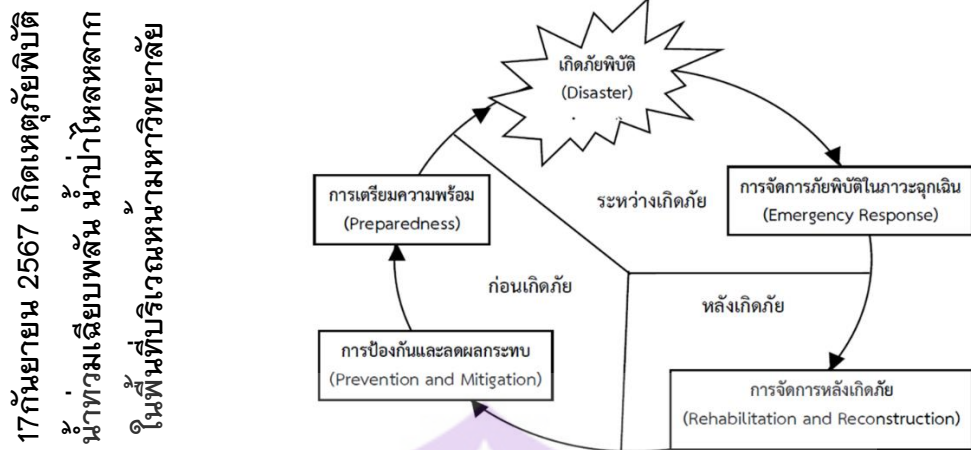 17กันยายน 2567 เกิดเหตุภัยพิบัติ
น้ำท่วมเฉียบพลัน น้ำป่าไหลหลาก
ในพื้นที่บริเวณหน้ามหาวิทยาลัย
เกิดภัยพิบัติ
(Disaster)
การเตรียมความพร้อม
(Preparedness)
ระหว่างเกิดภัย
การจัดการภัยพิบัติในภาวะฉุกเฉิน
(Emergency Response)
ก่อนเกิดภัย
หลังเกิดภัย
การป้องกันและลดผลกระทบ
(Prevention and Mitigation)
การจัดการหลังเกิดภัย
(Rehabilitation and Reconstruction)